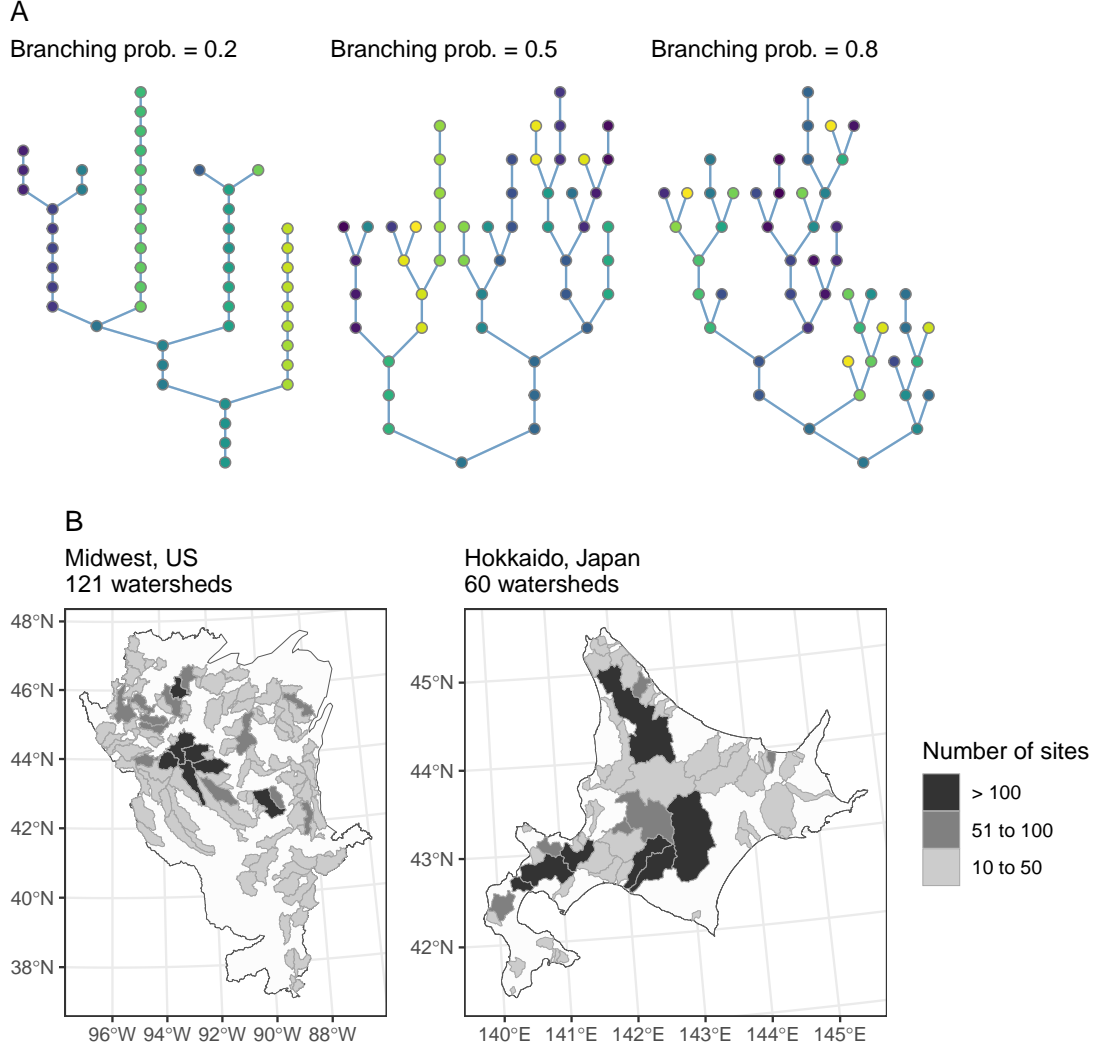 A
Branching prob. = 0.2
Branching prob. = 0.5
Branching prob. = 0.8
B
Midwest, US
121 watersheds
48°N
46°N
44°N
42°N
40°N
38°N
96°W 94°W 92°W 90°W 88°W
Hokkaido, Japan
60 watersheds
45°N
44°N
43°N
42°N
140°E 141°E 142°E 143°E 144°E 145°E
Number of sites
> 100
51 to 100
10 to 50